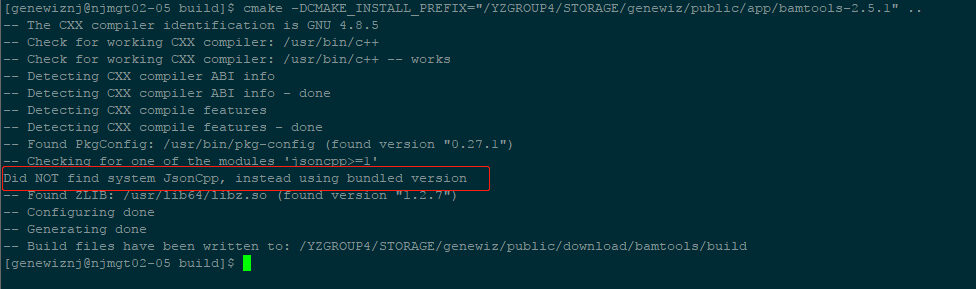 [genewiznj@njmgt02-05 build]$ cmake -DCMAKE_INSTALL_PREFIX="/YZGROUP4/STORAGE/genewiz/public/app/bamtools-2.5.1" ..
-- The CXX compiler identification is GNU 4.8.5
-- Check for working CXX compiler: /usr/bin/c++
-- Check for working CXX compiler: /usr/bin/c++ -- works
-- Detecting CXX compiler ABI info
-- Detecting CXX compiler ABI info - done
-- Detecting CXX compile features
-- Detecting CXX compile features - done
-- Found PkgConfig: /usr/bin/pkg-config (found version "0.27.1")
-- Checking for one of the modules 'jsoncpp>=1'
Did NOT find system JsonCpp, instead using bundled version
-- Found ZLIB: /usr/lib64/libz.so (found version "1.2.7")
-- Configuring done
-- Generating done
-- Build files have been written to: /YZGROUP4/STORAGE/genewiz/public/download/bamtools/build
[genewiznj@njmgt02-05 build]$